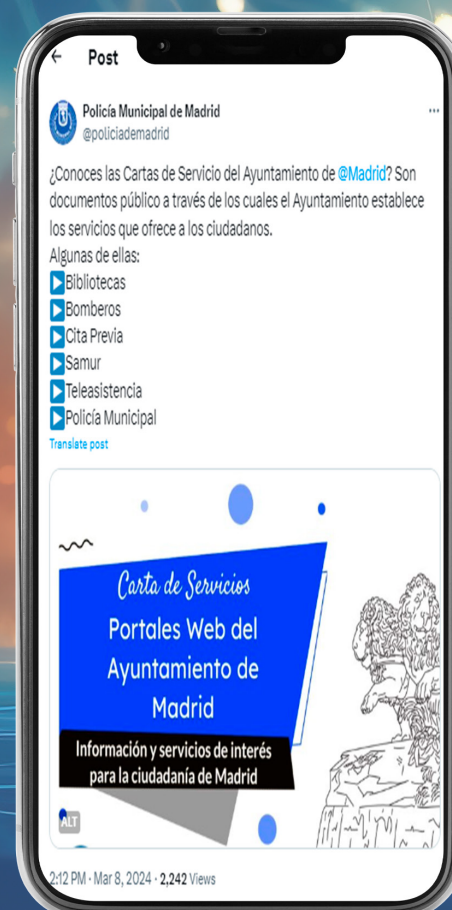 Post
Policía Municipal de Madrid
@policiademadrid
¿Conoces las Cartas de Servicio del Ayuntamiento de @Madrid? Son
documentos público a través de los cuales el Ayuntamiento establece
los servicios que ofrece a los ciudadanos.
Algunas de ellas:
Bibliotecas
Bomberos
Cita Previa
Samur
Teleasistencia
Policía Municipal
Translate post
Carta de Servicios
Portales Web del
Ayuntamiento de
Madrid
Información y servicios de interés
para la ciudadanía de Madrid
ALT
2:12 PM · Mar 8, 2024 · 2,242 Views